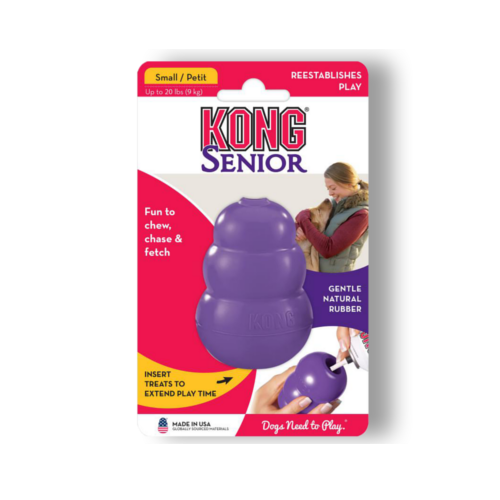 Small / Petit
Up to 20 lbs (9 kg)
REESTABLISHES
PLAY
KONG®
SENIOR
Fun to
chew,
chase &
fetch
KONG
GENTLE
NATURAL
RUBBER
INSERT
TREATS TO
EXTEND PLAY TIME
MADE IN USA
GLOBALLY SOURCED MATERIALS
Dogs Need to Play.